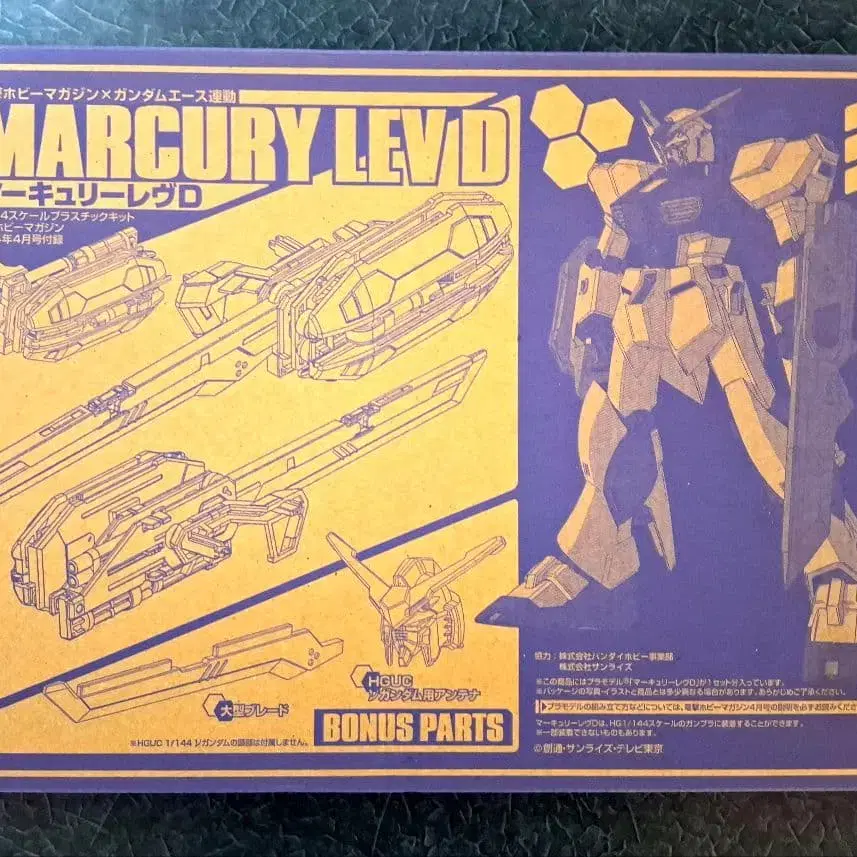 ホビーマガジン×ガンダムエース連動
MARCURY LEV D
ーキュリーレヴD
4スケールプラスチックキット
ホビーマガジン
年4月号付録
大型ブレード
HGUC
νガンダム用アンテナ
※HGUC 1/144 νガンダムの頭部は付属しません。
BONUS PARTS
協力：株式会社バンダイホビー事業部
株式会社サンライズ
※この商品にはプラモデル「マーキュリーレヴD」が1セット分入っています。
※パッケージの写真・イラストと商品とは多少異なる場合があります。あらかじめご了承ください。
▶プラモデルの組み立て方などについては、電撃ホビーマガジン4月号の説明を必ずお読みくださ
マーキュリーレヴDは、HG1/144スケールのガンプラに装着することができます。
※一部装着できないものもあります。
©創通・サンライズ・テレビ東京